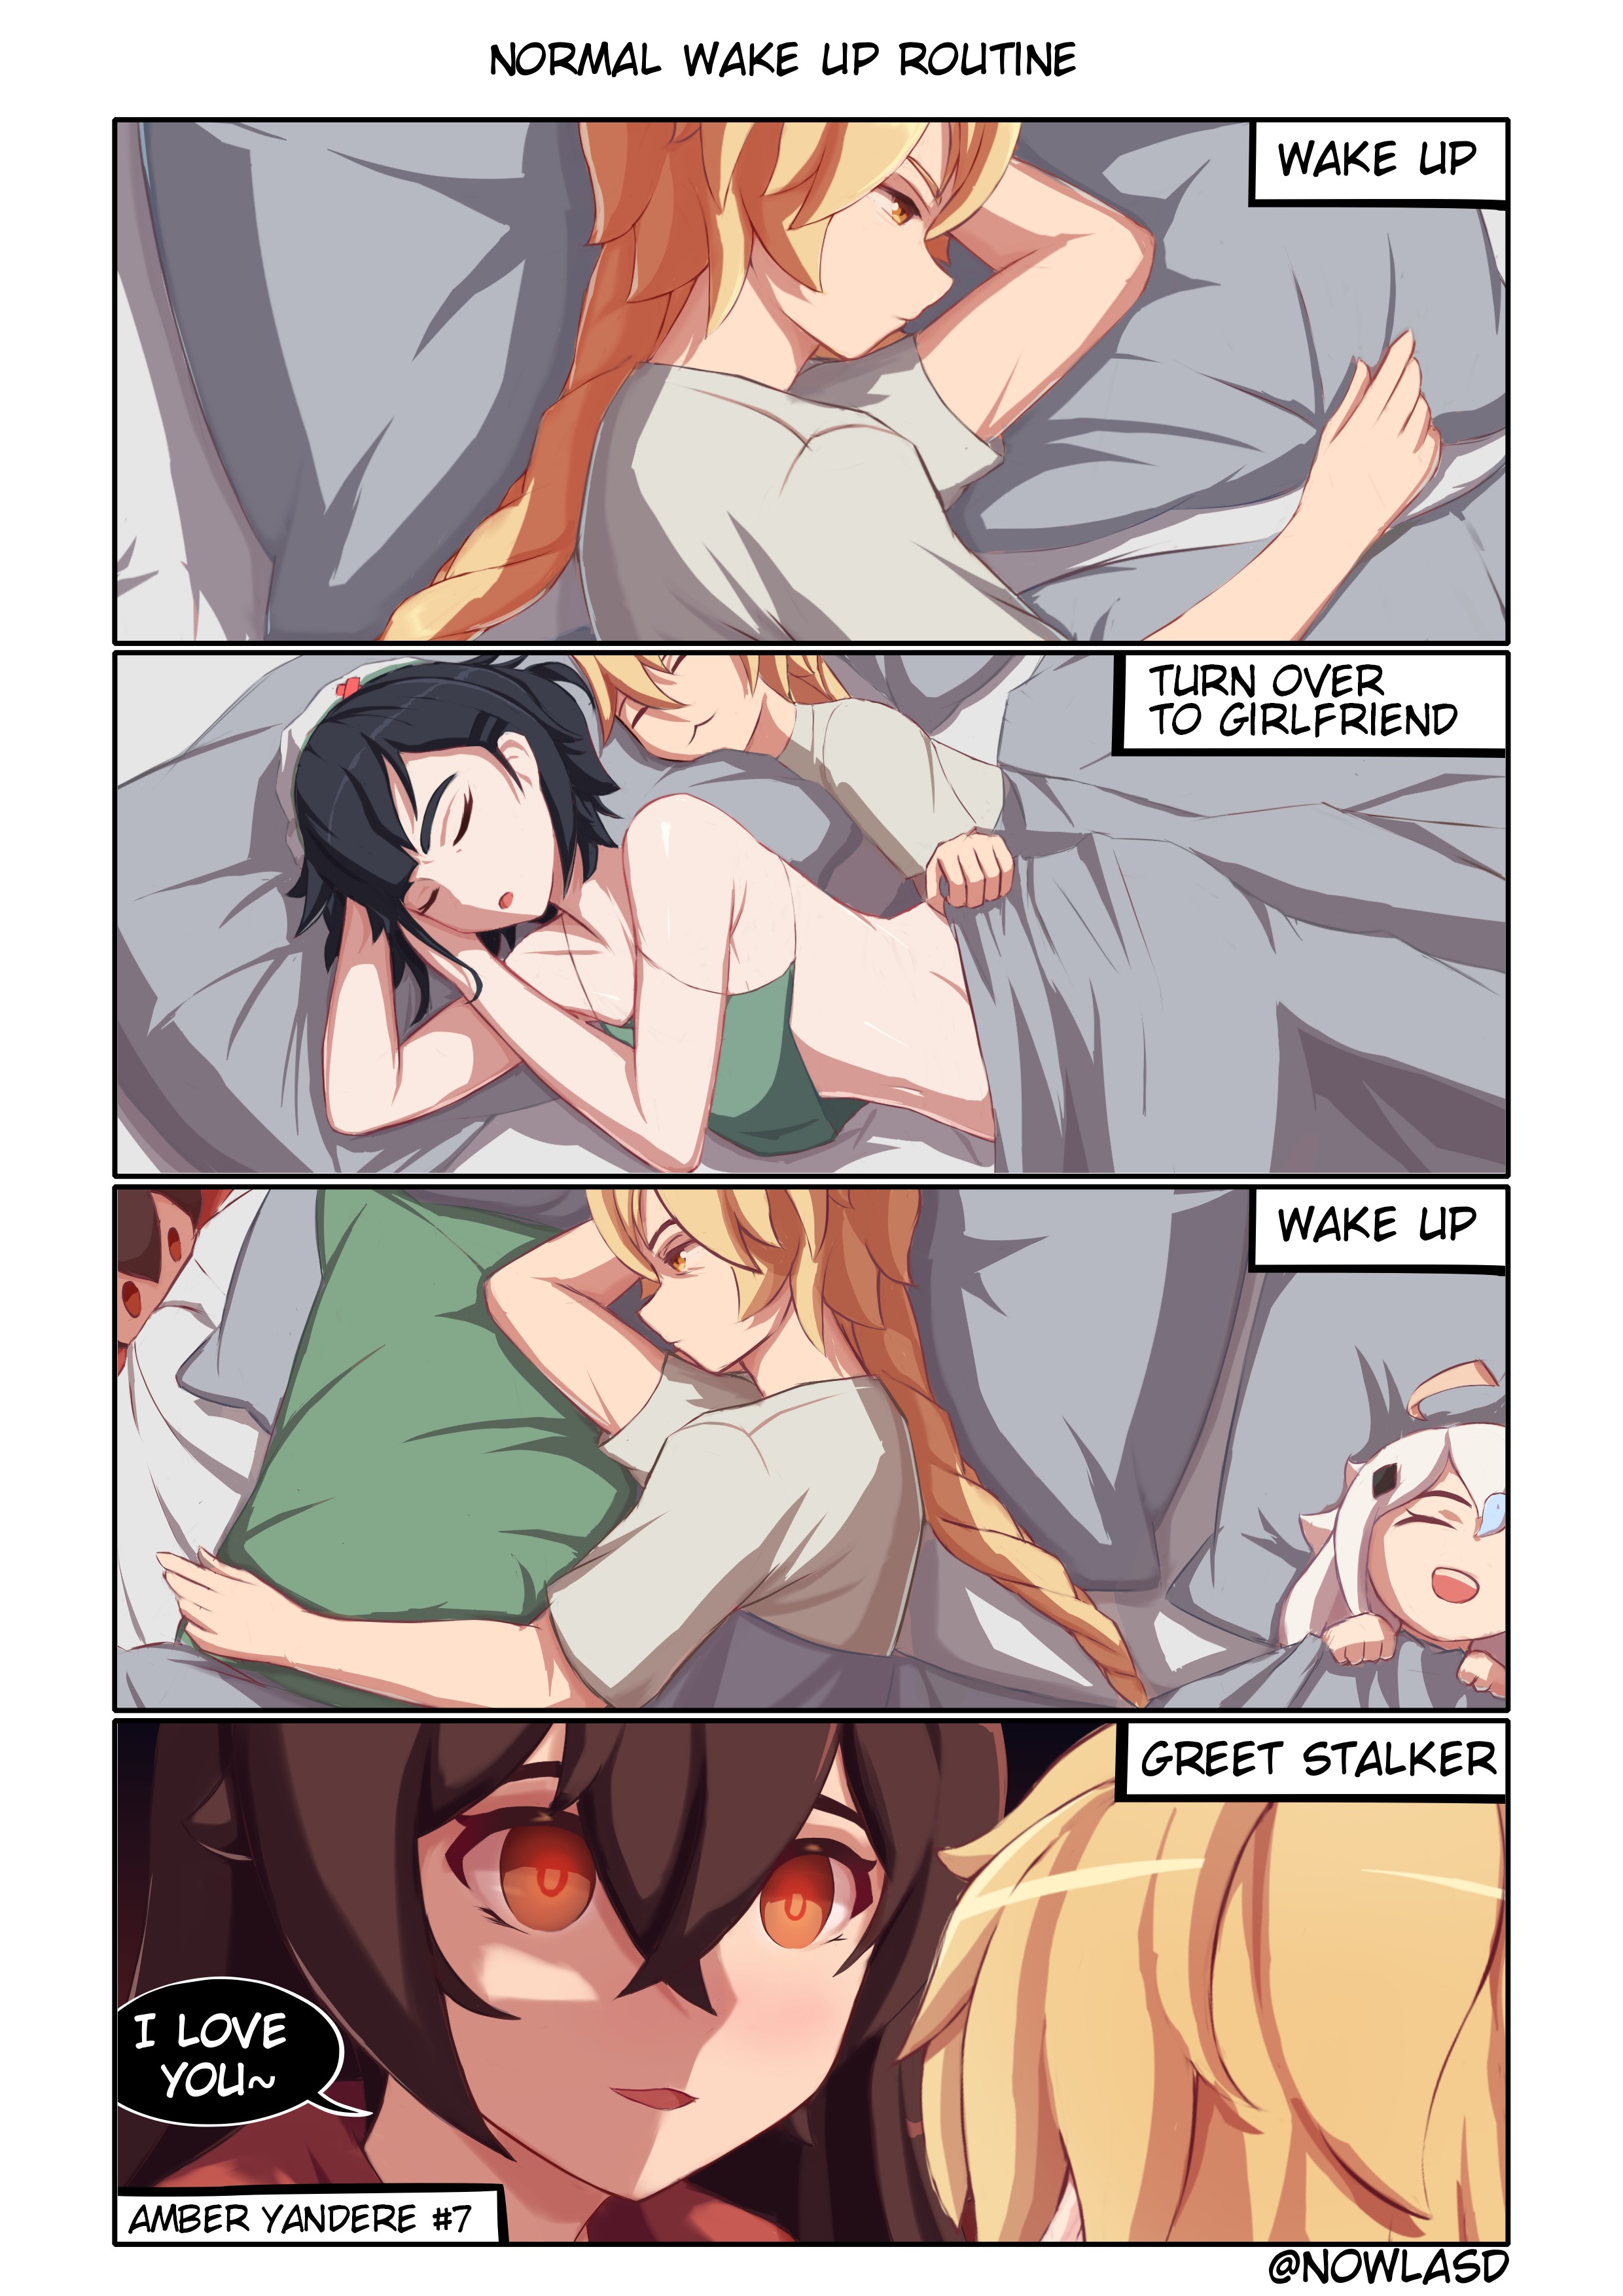 NORMAL WAKE UP ROUTINE
WAKE UP
TURN OVER
TO GIRLFRIEND
WAKE UP
GREET STALKER
I LOVE
YOU~
AMBER YANDERE #7
@NOWLASD